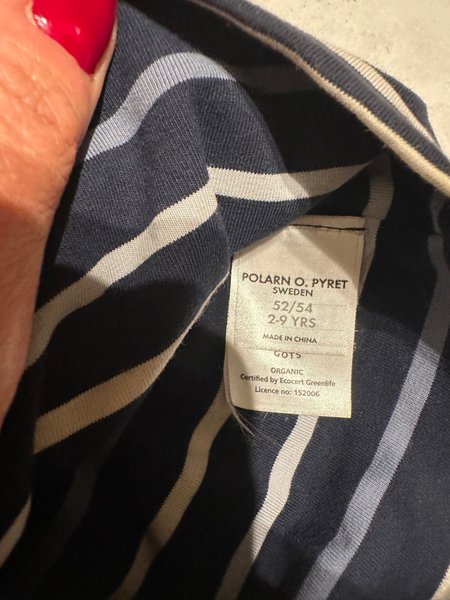 POLARN O. PYRET
SWEDEN
52/54
2-9 YRS
MADE IN CHINA
GOTS
ORGANIC
Certified by Ecocert Greenlife
Licence no: 152006